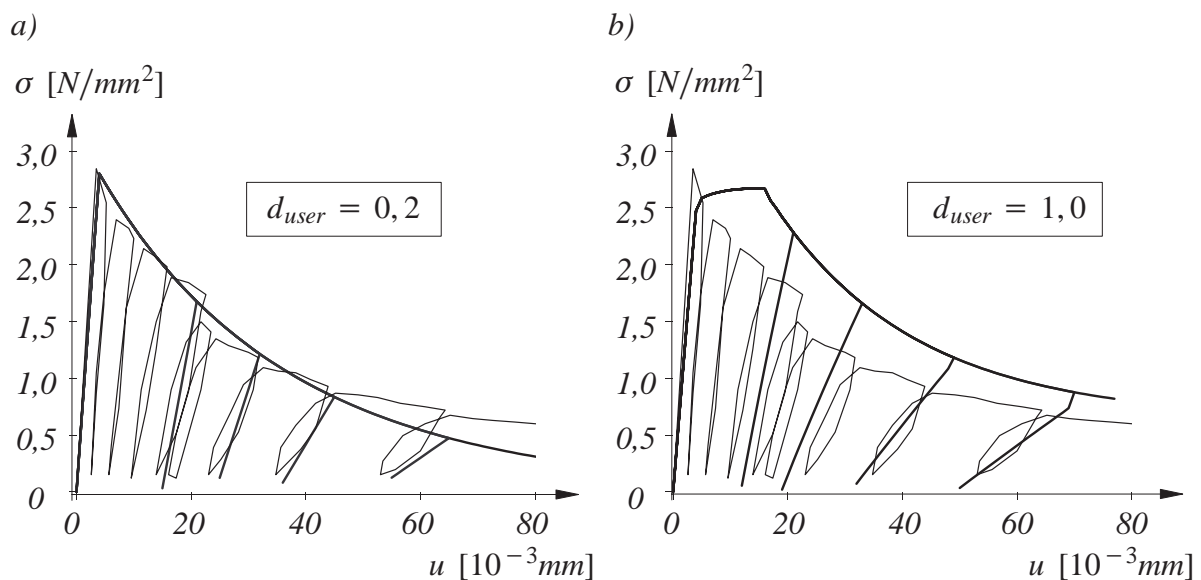 a)
σ [N/mm²]
3,0
2,5
2,0
1,5
1,0
0,5
0
0 20 40 60 80
u [10⁻³mm]
d_user = 0,2
b)
σ [N/mm²]
3,0
2,5
2,0
1,5
1,0
0,5
0
0 20 40 60 80
u [10⁻³mm]
d_user = 1,0